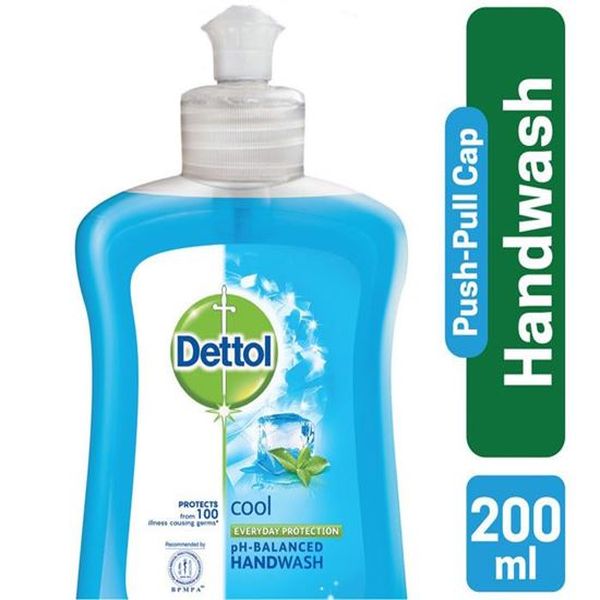 Dettol
PROTECTS
from 100
illness causing germs*
Recommended by
BPMPA™
cool
EVERYDAY PROTECTION
pH-BALANCED
HANDWASH
Push-Pull Cap
Handwash
200
ml